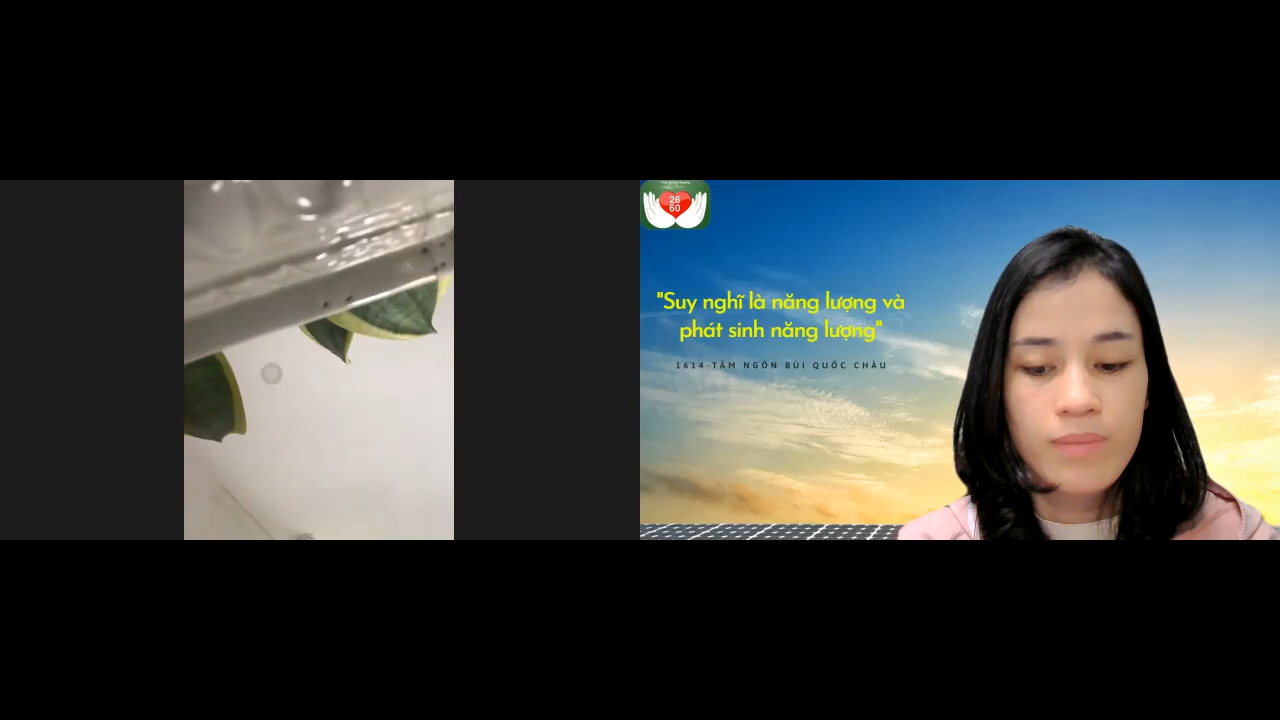 26
60
"Suy nghĩ là năng lượng và
phát sinh năng lượng"
1614-TÂM NGÔN BÙI QUỐC CHÂU